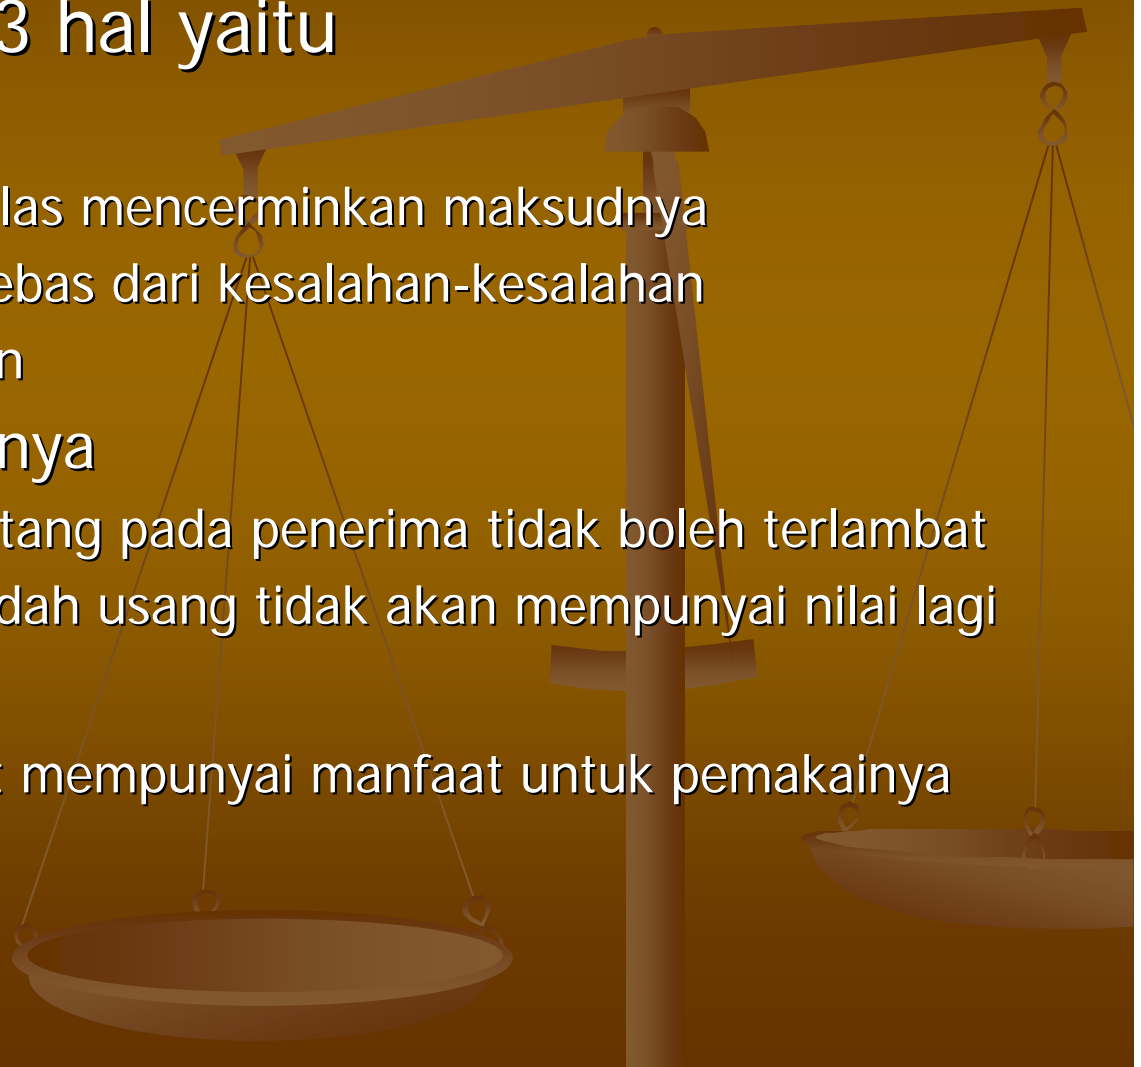 3 hal yaitu
las mencerminkan maksudnya
ebas dari kesalahan-kesalahan
n
nya
tang pada penerima tidak boleh terlambat
dah usang tidak akan mempunyai nilai lagi
t mempunyai manfaat untuk pemakainya